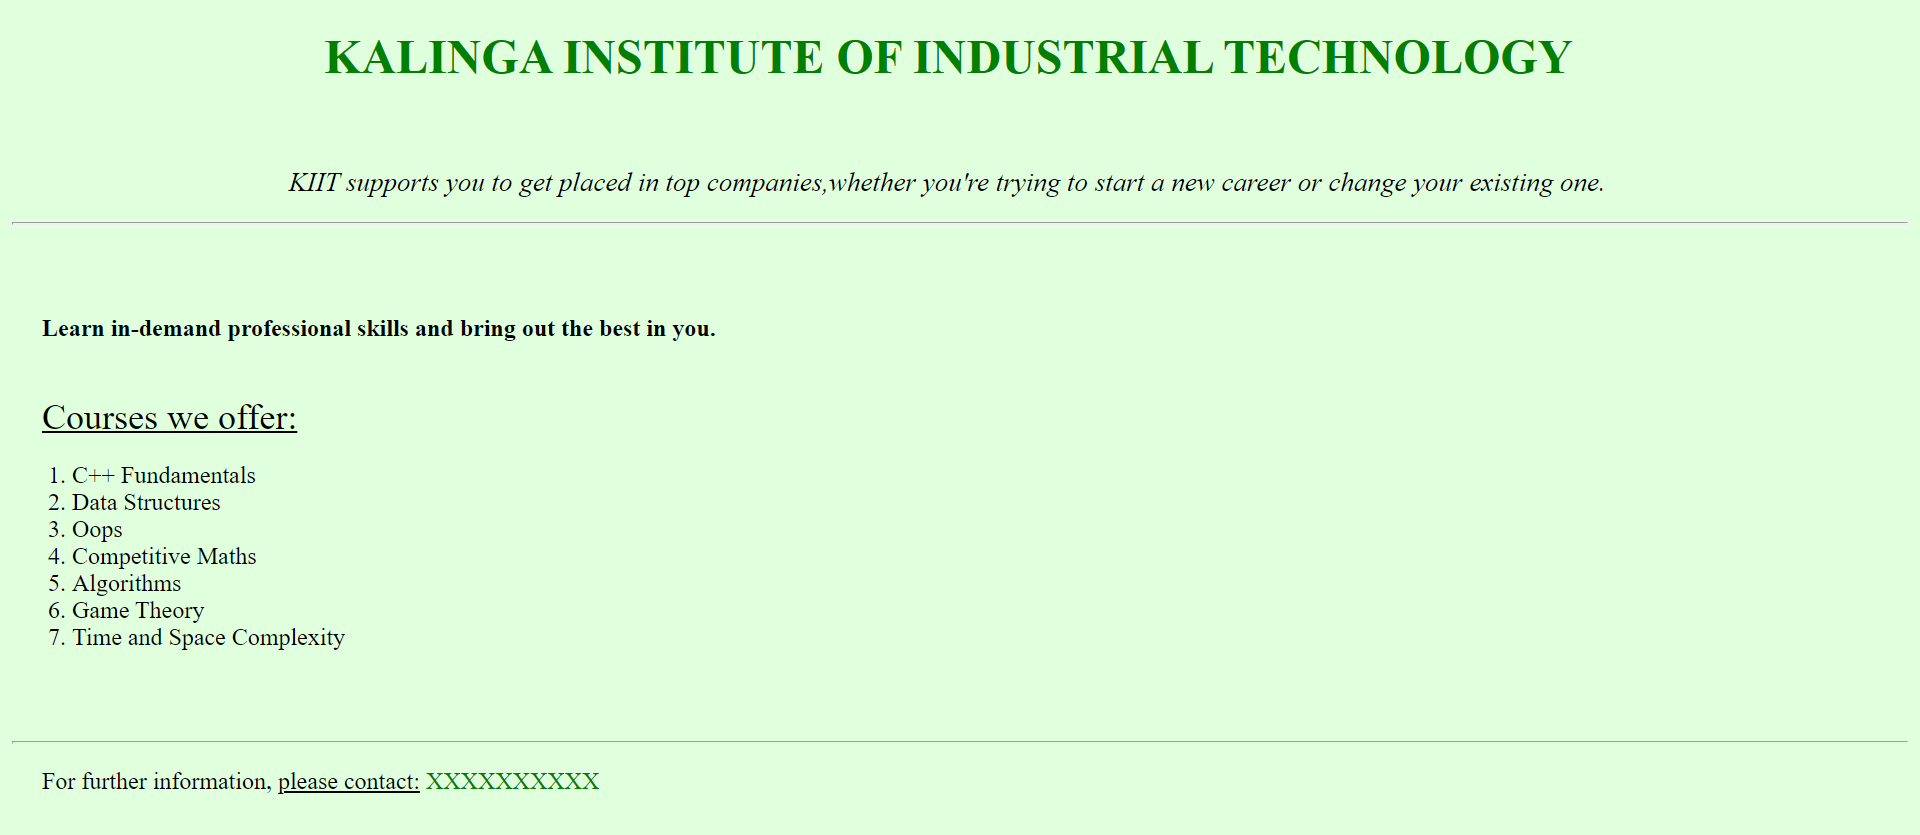 KALINGA INSTITUTE OF INDUSTRIAL TECHNOLOGY
KIIT supports you to get placed in top companies,whether you're trying to start a new career or change your existing one.
Learn in-demand professional skills and bring out the best in you.
Courses we offer:
1. C++ Fundamentals
2. Data Structures
3. Oops
4. Competitive Maths
5. Algorithms
6. Game Theory
7. Time and Space Complexity
For further information, please contact: XXXXXXXXXX